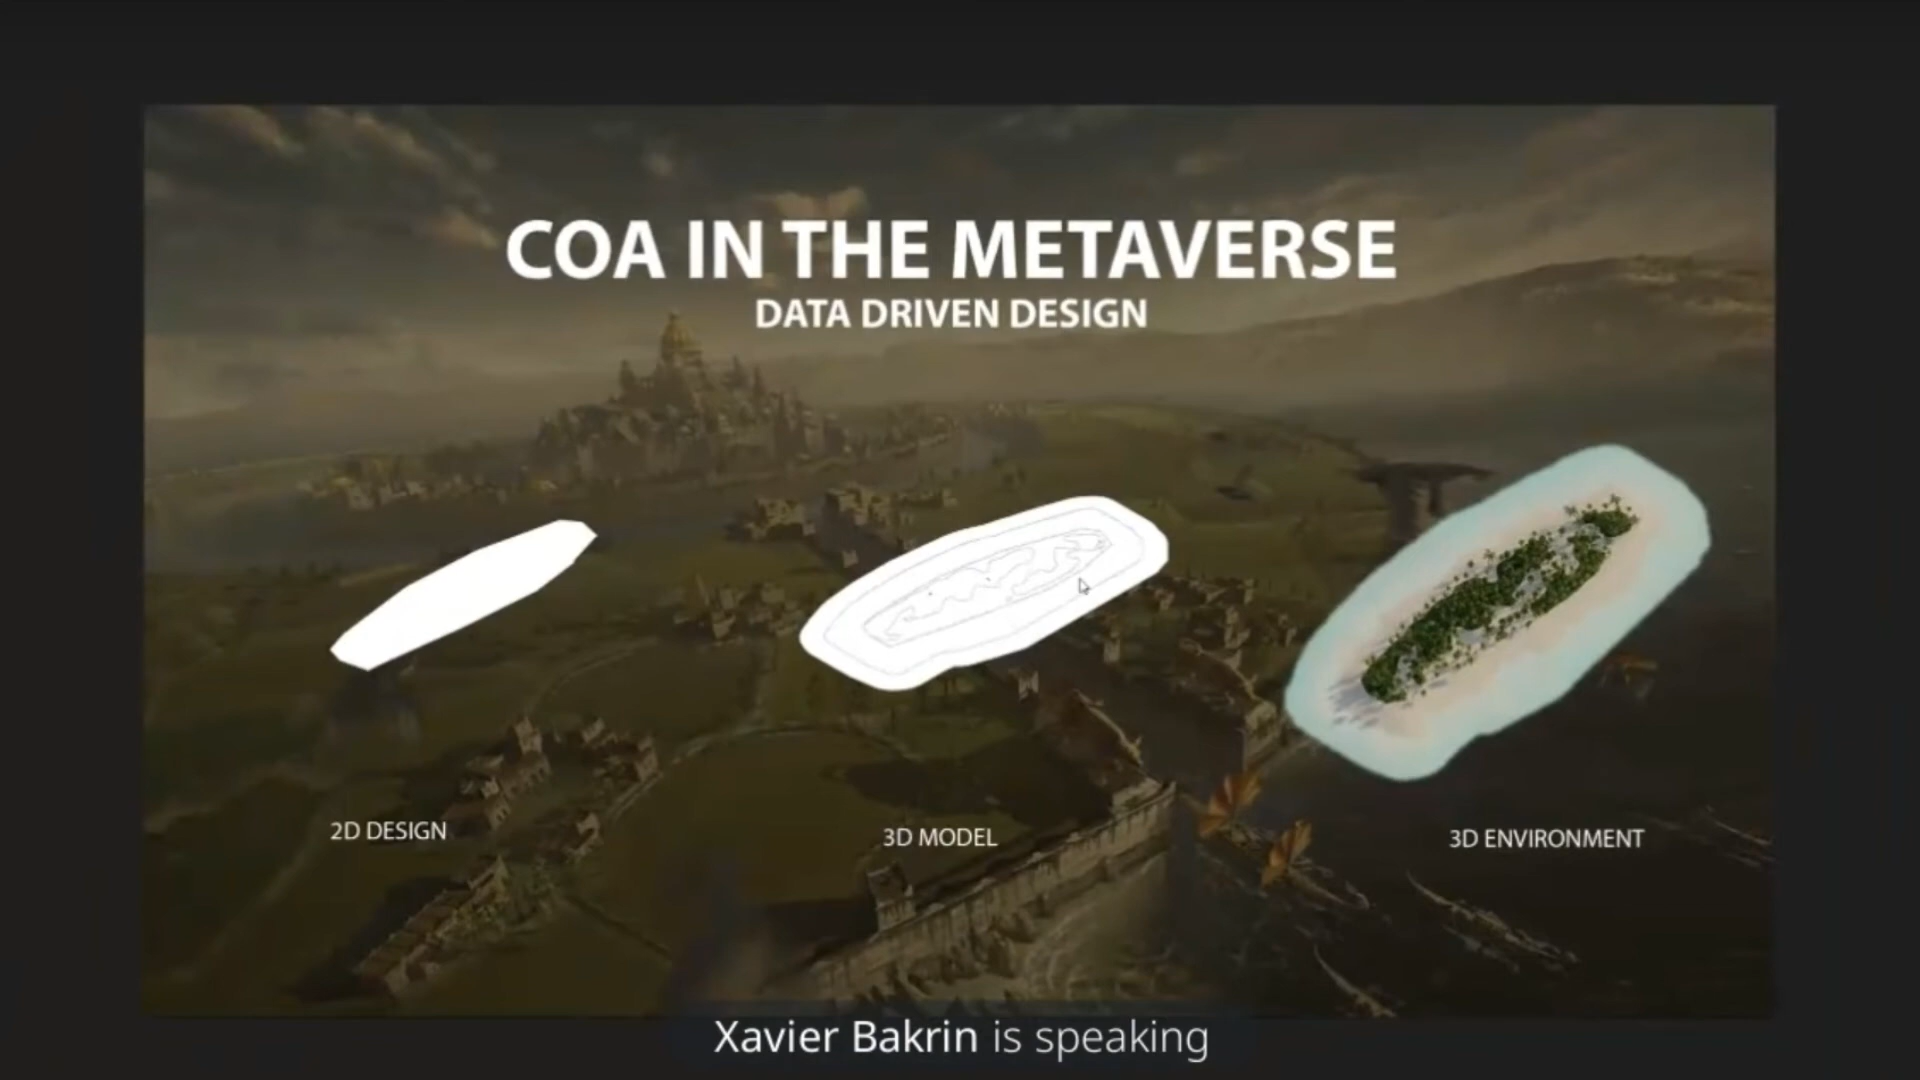 COA IN THE METAVERSE
DATA DRIVEN DESIGN
2D DESIGN
3D MODEL
3D ENVIRONMENT
Xavier Bakrin is speaking